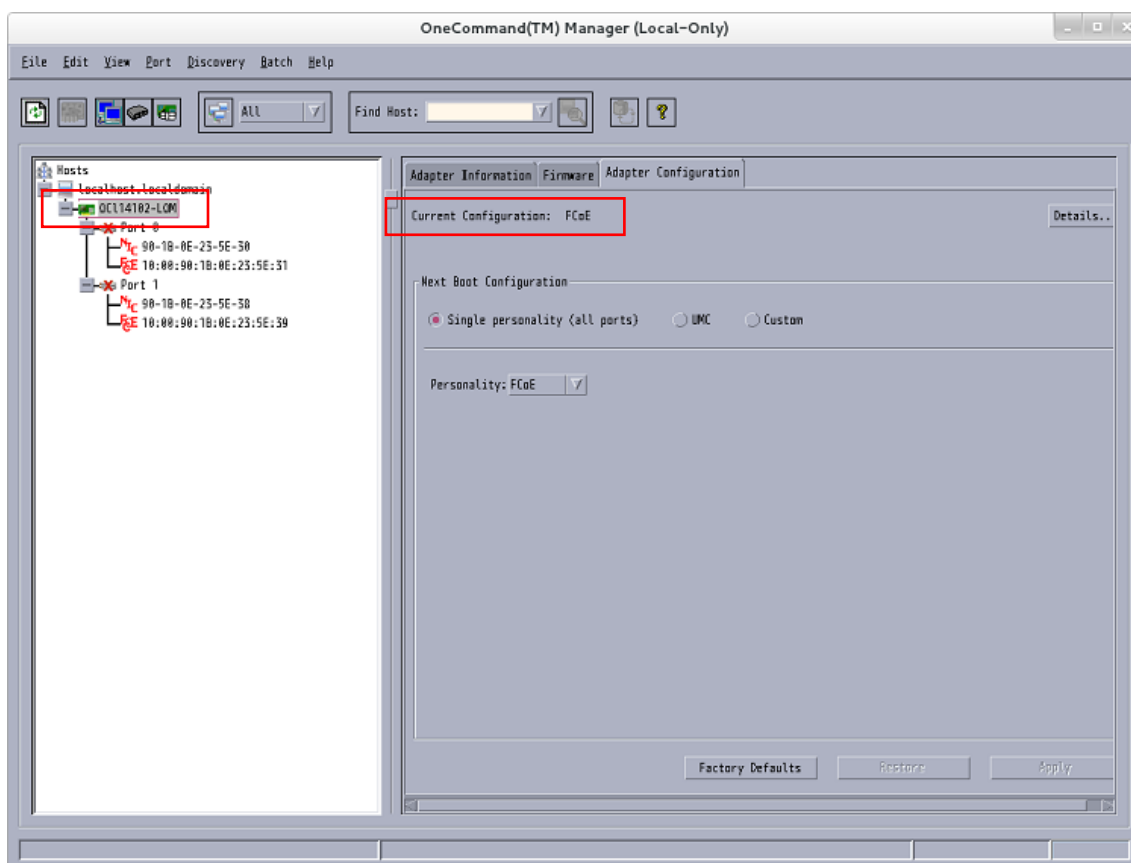 OneCommand(TM) Manager (Local-Only)
File Edit View Port Discovery Batch Help
All
Find Host:
Hosts
localhost.localdomain
OCl14102-LOM
Port 0
NIC 90-1B-0E-23-5E-30
FCoE 10:00:90:1B:0E:23:5E:31
Port 1
NIC 90-1B-0E-23-5E-38
FCoE 10:00:90:1B:0E:23:5E:39
Adapter Information Firmware Adapter Configuration
Current Configuration: FCoE
Details..
Next Boot Configuration
Single personality (all ports) UMC Custom
Personality: FCoE
Factory Defaults Restore Apply